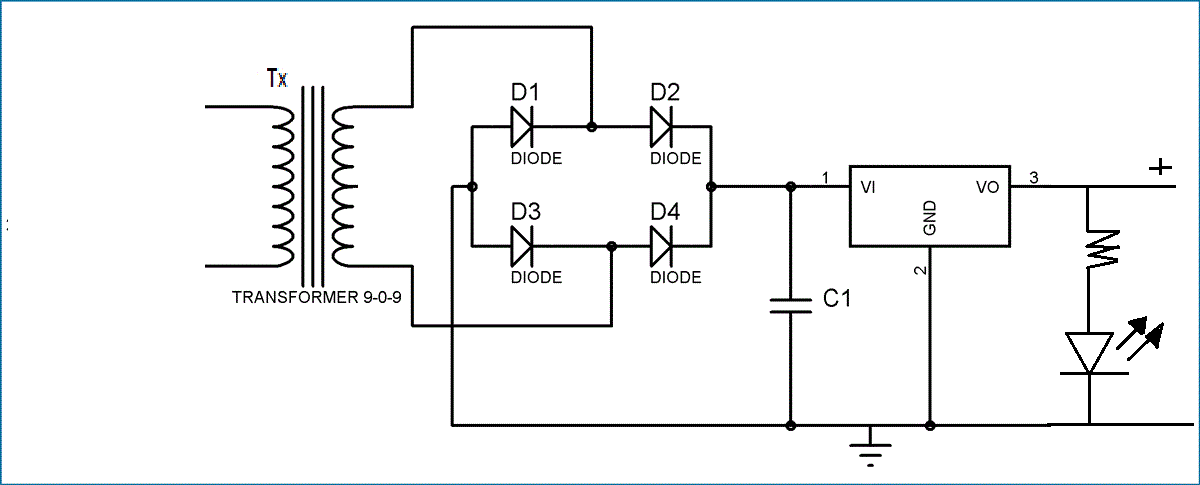 Tx
D1
D2
DIODE
DIODE
1
VI
VO
3
+
GND
D3
D4
DIODE
DIODE
2
TRANSFORMER 9-0-9
C1